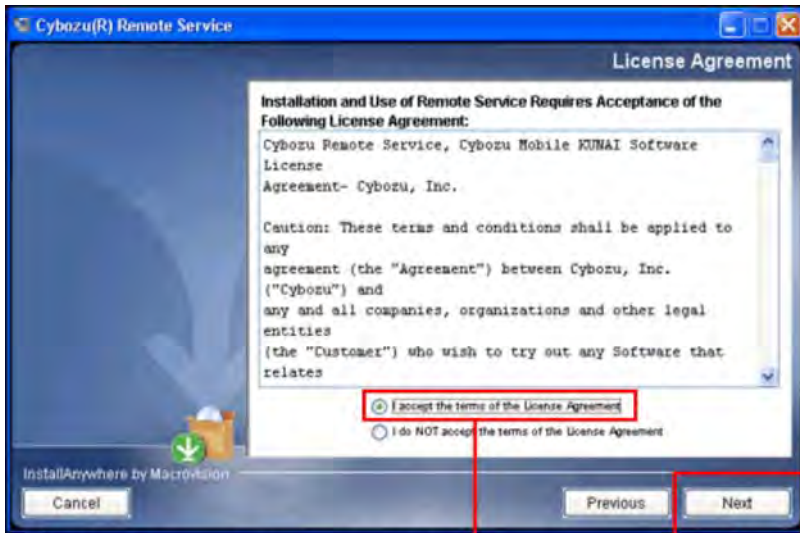 Cybozu(R) Remote Service
License Agreement
Installation and Use of Remote Service Requires Acceptance of the
Following License Agreement:
Cybozu Remote Service, Cybozu Mobile KUNAI Software
License
Agreement- Cybozu, Inc.
Caution: These terms and conditions shall be applied to
any
agreement (the "Agreement") between Cybozu, Inc.
("Cybozu") and
any and all companies, organizations and other legal
entities
(the "Customer") who wish to try out any Software that
relates
I accept the terms of the License Agreement
I do NOT accept the terms of the License Agreement
InstallAnywhere by Macrovision
Cancel
Previous
Next